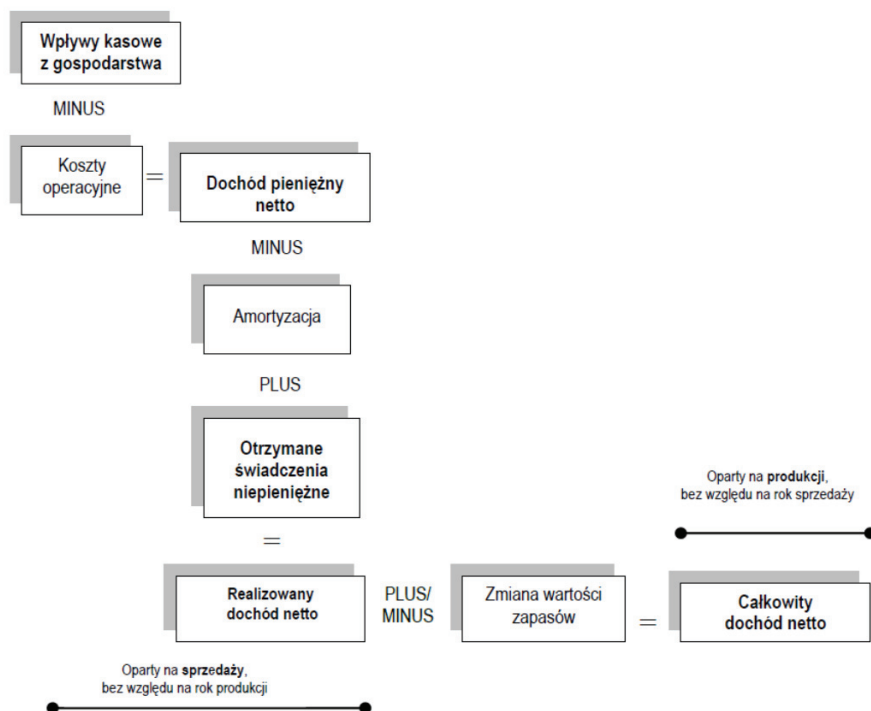 Wpływy kasowe
z gospodarstwa
MINUS
Koszty
operacyjne
=
Dochód pieniężny
netto
MINUS
Amortyzacja
PLUS
Otrzymane
świadczenia
niepieniężne
=
Oparty na produkcji,
bez względu na rok sprzedaży
Realizowany
dochód netto
PLUS/
MINUS
Zmiana wartości
zapasów
=
Całkowity
dochód netto
Oparty na sprzedaży,
bez względu na rok produkcji